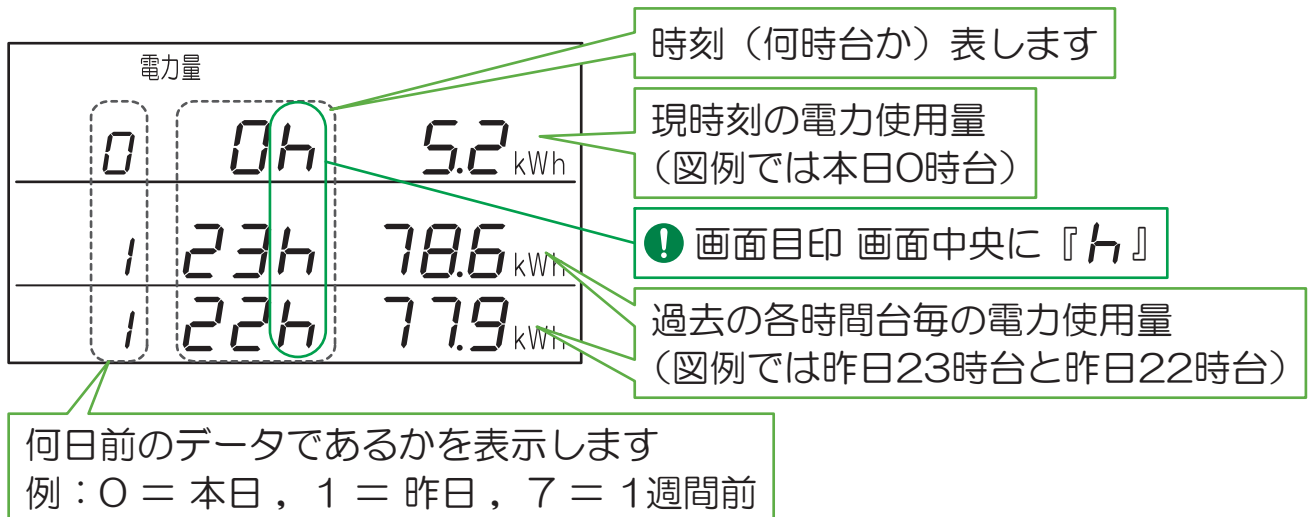 電力量
0 0h 5.2 kWh
1 23h 78.6 kWh
1 22h 77.9 kWh
時刻（何時台か）表します
現時刻の電力使用量
（図例では本日0時台）
! 画面目印 画面中央に『h』
過去の各時間台毎の電力使用量
（図例では昨日23時台と昨日22時台）
何日前のデータであるかを表示します
例：0 ＝ 本日 ，1 ＝ 昨日 ，7 ＝ 1週間前